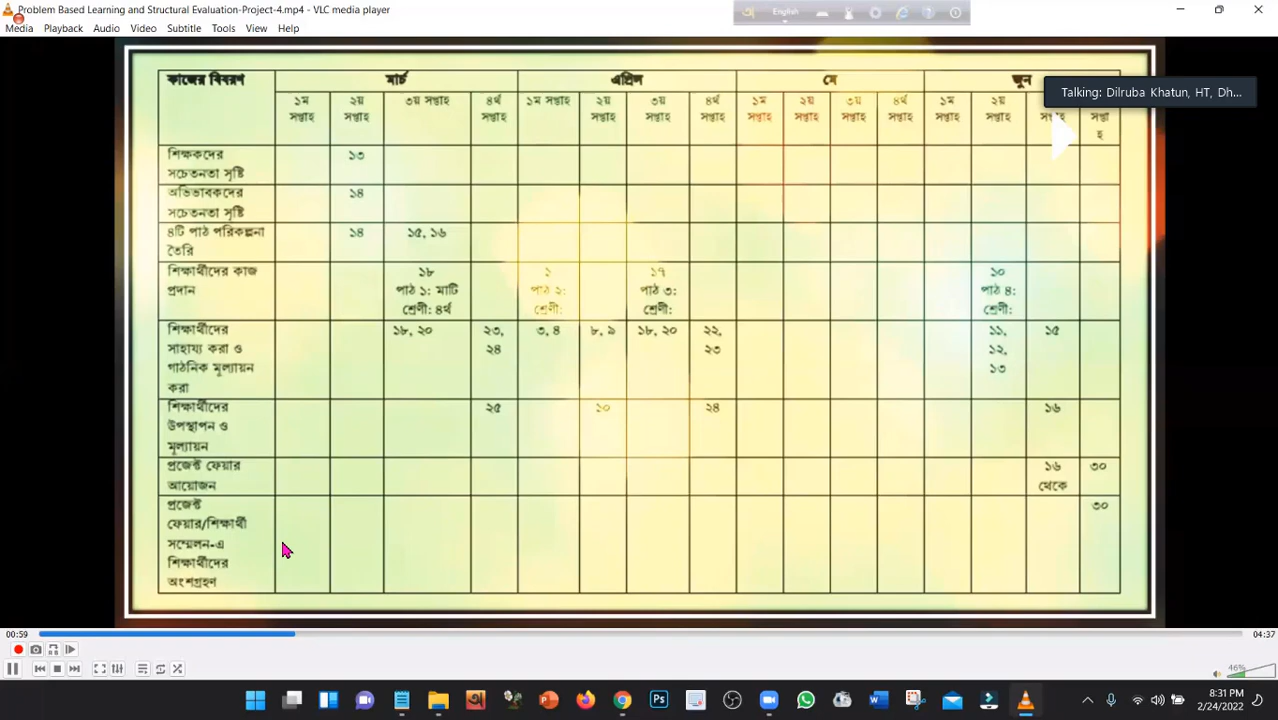 Problem Based Learning and Structural Evaluation-Project-4.mp4 - VLC media player
অ English
Media Playback Audio Video Subtitle Tools View Help
Talking: Dilruba Khatun, HT, Dh...
কাজের বিবরণ মার্চ এপ্রিল মে জুন
১ম সপ্তাহ ২য় সপ্তাহ ৩য় সপ্তাহ ৪র্থ সপ্তাহ ১ম সপ্তাহ ২য় সপ্তাহ ৩য় সপ্তাহ ৪র্থ সপ্তাহ ১ম সপ্তাহ ২য় সপ্তাহ ৩য় সপ্তাহ ৪র্থ সপ্তাহ ১ম সপ্তাহ ২য় সপ্তাহ সপ্তাহ সপ্তাহ
শিক্ষকদের ১৩
সচেতনতা সৃষ্টি
অভিভাবকদের ১৪
সচেতনতা সৃষ্টি
৪টি পাঠ পরিকল্পনা ১৪ ১৫, ১৬
তৈরি
শিক্ষার্থীদের কাজ ১৮ ১ ১৭ ১০
প্রদান পাঠ ১: মাটি পাঠ ২: পাঠ ৩: পাঠ ৪:
শ্রেণী: ৪র্থ শ্রেণী: শ্রেণী: শ্রেণী:
শিক্ষার্থীদের ১৮, ২০ ২৩, ৩, ৪ ৮, ৯ ১৮, ২০ ২২, ১১, ১৫
সাহায্য করা ও ২৪ ২৩ ১২,
গাঠনিক মূল্যায়ন ১৩
করা
শিক্ষার্থীদের ২৫ ১০ ২৪ ১৬
উপস্থাপন ও
মূল্যায়ন
প্রজেক্ট ফেয়ার ১৬ ৩০
আয়োজন থেকে
প্রজেক্ট ৩০
ফেয়ার/শিক্ষার্থী
সম্মেলন-এ
শিক্ষার্থীদের
অংশগ্রহণ
00:59 04:37
46%
8:31 PM
2/24/2022